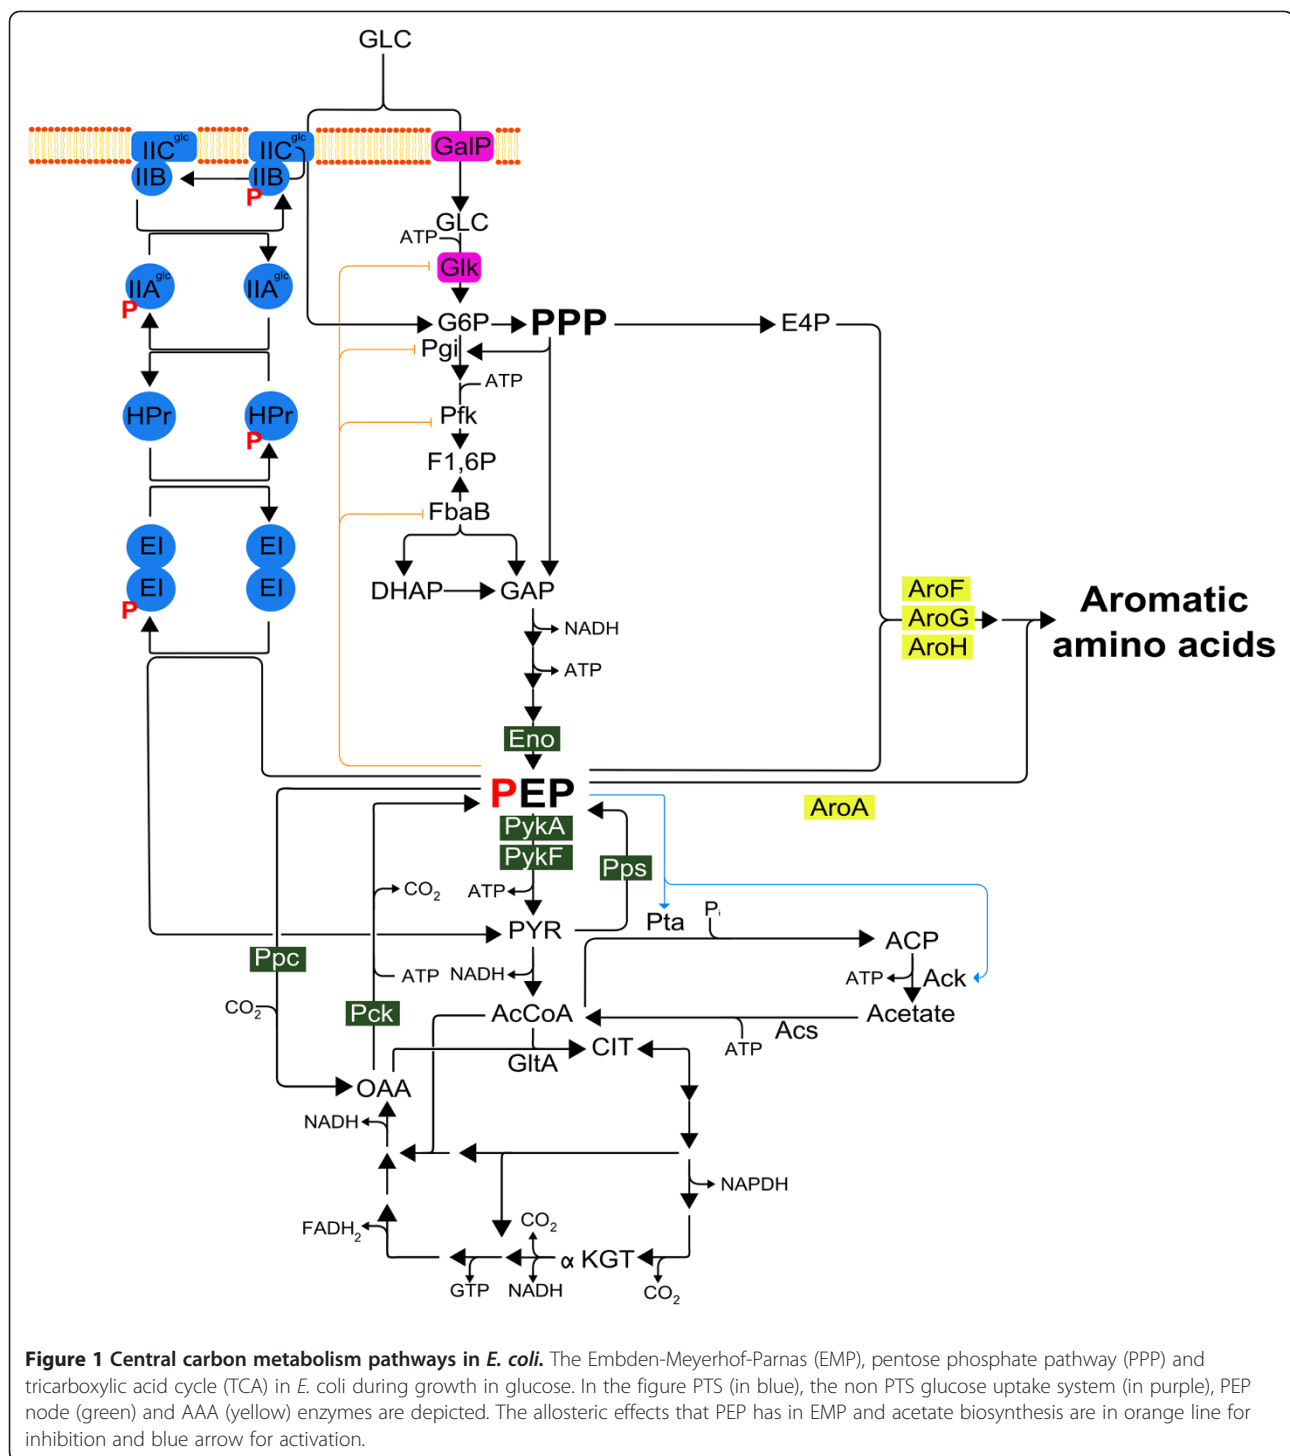 GLC
IICglc
IICglc
GalP
IIB
IIB
P
GLC
ATP
Glk
IIAglc
IIAglc
P
G6P
PPP
E4P
Pgi
ATP
HPr
HPr
P
Pfk
F1,6P
FbaB
EI
EI
EI
EI
P
DHAP
GAP
AroF
AroG
AroH
Aromatic
amino acids
NADH
ATP
Eno
PEP
AroA
PykA
PykF
Pps
ATP
CO2
PYR
Pta
Pi
ACP
Ppc
ATP
NADH
ATP
Ack
CO2
Pck
AcCoA
Acetate
Acs
ATP
GltA
CIT
OAA
NADH
NAPDH
FADH2
CO2
α KGT
GTP
NADH
CO2
Figure 1 Central carbon metabolism pathways in E. coli. The Embden-Meyerhof-Parnas (EMP), pentose phosphate pathway (PPP) and
tricarboxylic acid cycle (TCA) in E. coli during growth in glucose. In the figure PTS (in blue), the non PTS glucose uptake system (in purple), PEP
node (green) and AAA (yellow) enzymes are depicted. The allosteric effects that PEP has in EMP and acetate biosynthesis are in orange line for
inhibition and blue arrow for activation.